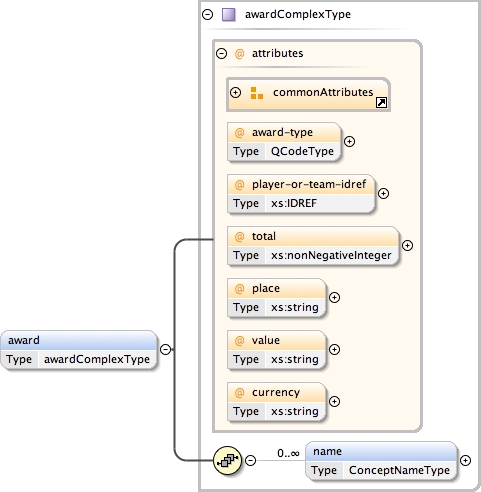 awardComplexType
@ attributes
commonAttributes
@ award-type
Type QCodeType
@ player-or-team-idref
Type xs:IDREF
@ total
Type xs:nonNegativeInteger
@ place
Type xs:string
award
Type awardComplexType
@ value
Type xs:string
@ currency
Type xs:string
0..∞
name
Type ConceptNameType